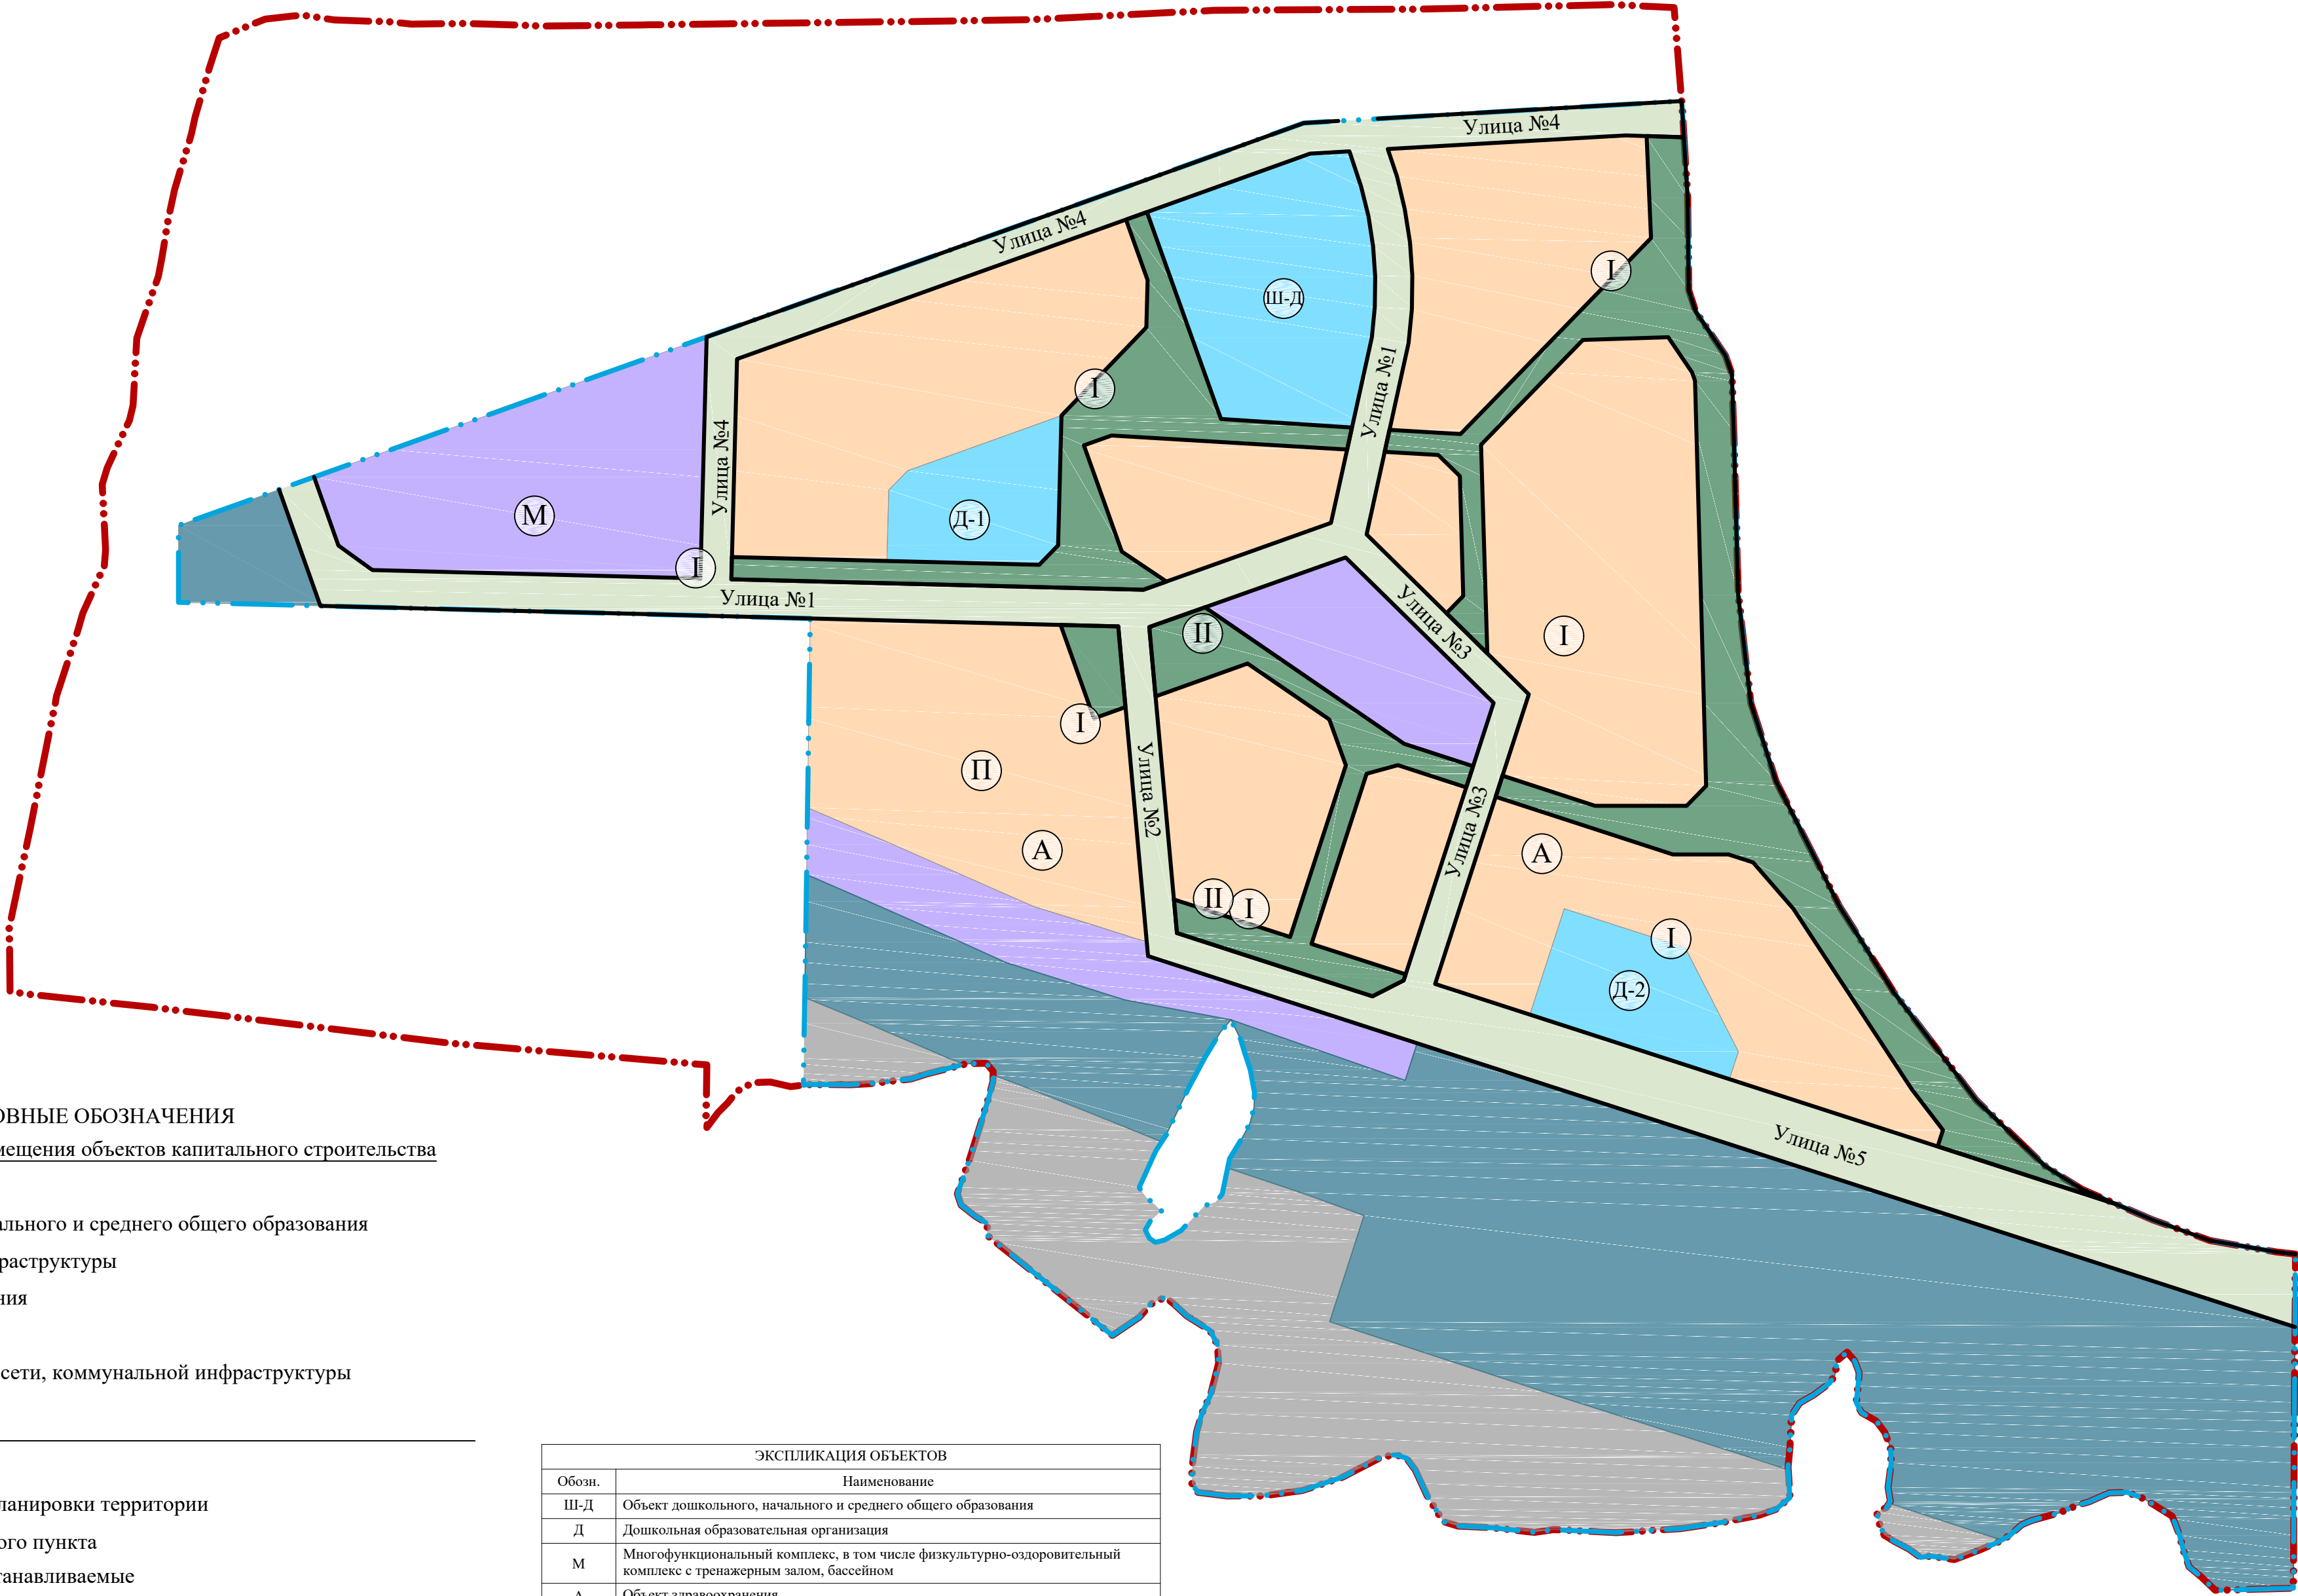 Улица №4
Улица №4
Ш-Д
I
I
Улица №1
Улица №4
М
Д-1
I
Улица №1
Улица №3
II
I
I
П
Улица №2
А
Улица №3
А
II
I
I
Д-2
Улица №5
ОВНЫЕ ОБОЗНАЧЕНИЯ
мещения объектов капитального строительства
ального и среднего общего образования
раструктуры
ния
сети, коммунальной инфраструктуры
ланировки территории
ого пункта
танавливаемые
ЭКСПЛИКАЦИЯ ОБЪЕКТОВ
Обозн. Наименование
Ш-Д Объект дошкольного, начального и среднего общего образования
Д Дошкольная образовательная организация
М Многофункциональный комплекс, в том числе физкультурно-оздоровительный
комплекс с тренажерным залом, бассейном
А Объект здравоохранения